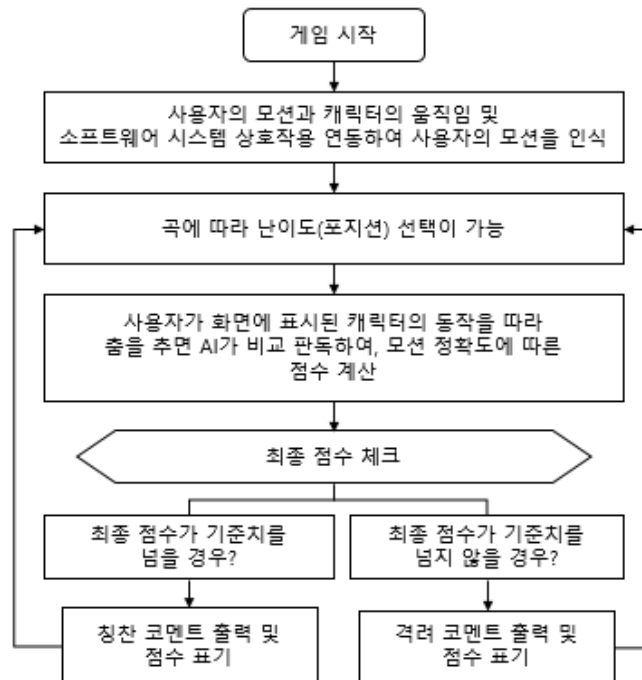 게임 시작
사용자의 모션과 캐릭터의 움직임 및
소프트웨어 시스템 상호작용 연동하여 사용자의 모션을 인식
곡에 따라 난이도(포지션) 선택이 가능
사용자가 화면에 표시된 캐릭터의 동작을 따라
춤을 추면 AI가 비교 판독하여, 모션 정확도에 따른
점수 계산
최종 점수 체크
최종 점수가 기준치를
넘을 경우?
최종 점수가 기준치를
넘지 않을 경우?
칭찬 코멘트 출력 및
점수 표기
격려 코멘트 출력 및
점수 표기